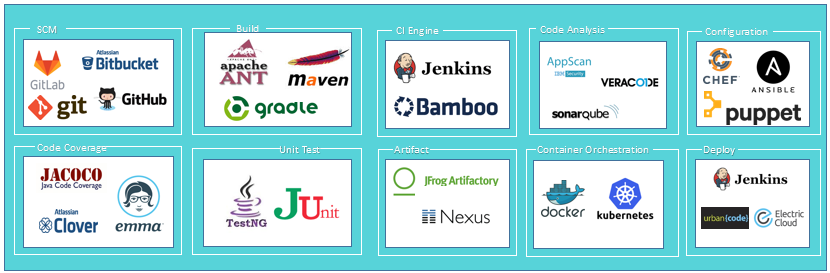 SCM
GitLab
Atlassian
Bitbucket
git
GitHub
Build
apache
ANT
maven
gradle
CI Engine
Jenkins
Bamboo
Code Analysis
AppScan
IBM Security
VERACODE
sonarqube
Configuration
CHEF
ANSIBLE
puppet
Code Coverage
JACOCO
Java Code Coverage
Atlassian
Clover
emma
Unit Test
TestNG
JUnit
Artifact
JFrog Artifactory
Nexus
Container Orchestration
docker
kubernetes
Deploy
Jenkins
urban{code}
Electric
Cloud